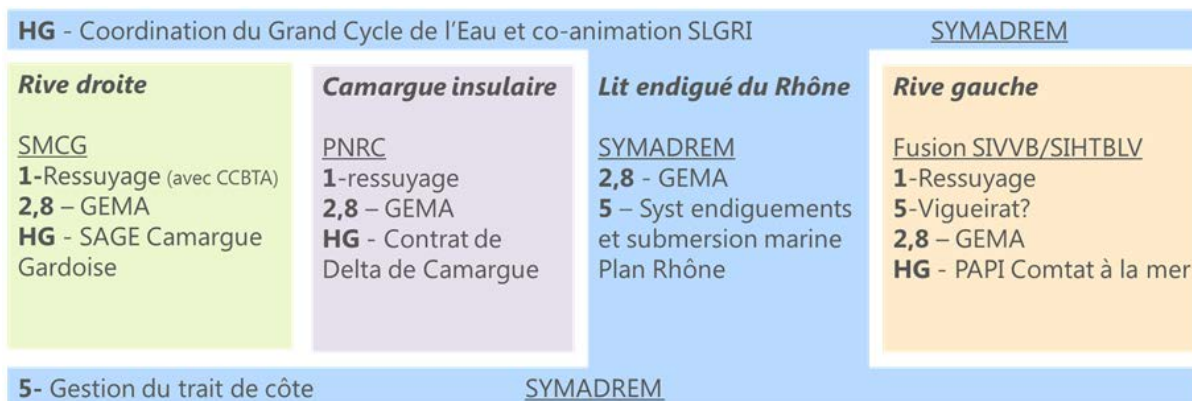 HG - Coordination du Grand Cycle de l'Eau et co-animation SLGRI SYMADREM
Rive droite
SMCG
1-Ressuyage (avec CCBTA)
2,8 – GEMA
HG - SAGE Camargue
Gardoise
Camargue insulaire
PNRC
1-ressuyage
2,8 – GEMA
HG - Contrat de
Delta de Camargue
Lit endigué du Rhône
SYMADREM
2,8 - GEMA
5 – Syst endiguements
et submersion marine
Plan Rhône
Rive gauche
Fusion SIVVB/SIHTBLV
1-Ressuyage
5-Vigueirat?
2,8 – GEMA
HG - PAPI Comtat à la mer
5- Gestion du trait de côte SYMADREM